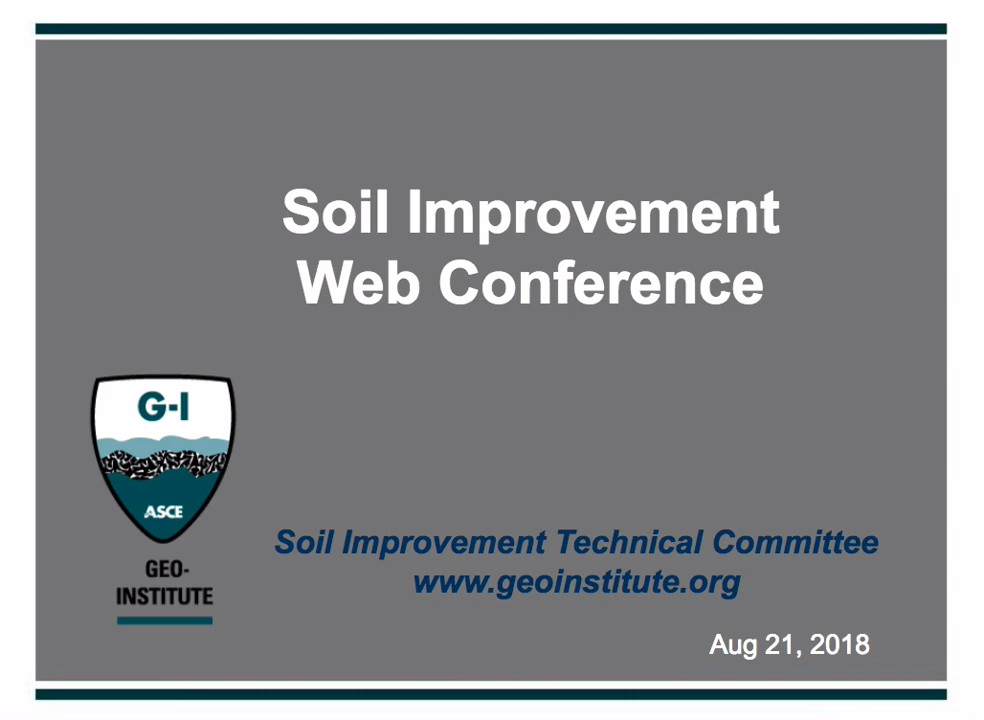 Soil Improvement
Web Conference
G-I
ASCE
GEO-
INSTITUTE
Soil Improvement Technical Committee
www.geoinstitute.org
Aug 21, 2018